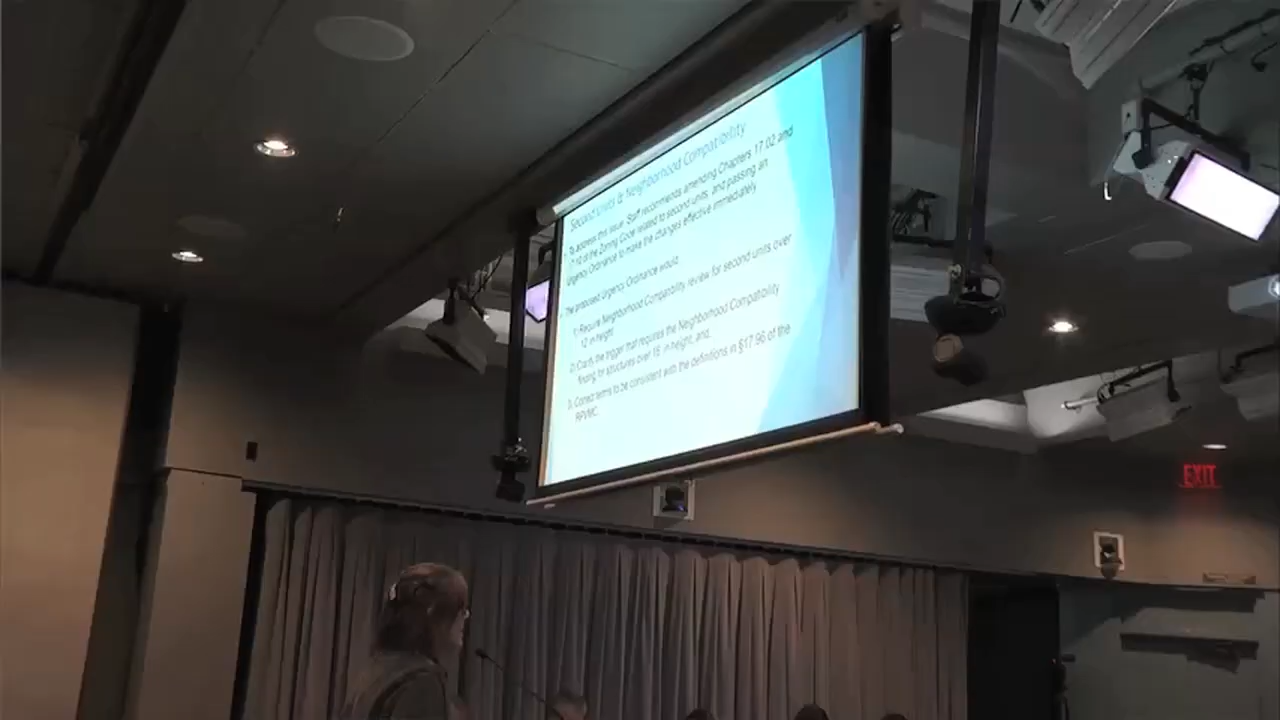 Second Units & Neighborhood Compatibility
To address this issue, Staff recommends amending Chapters 17.02 and
17.10 of the Zoning Code related to second units, and passing an
Urgency Ordinance to make the changes effective immediately
The proposed Urgency Ordinance would:
1. Require Neighborhood Compatibility review for second units over
12' in height
2. Clarify the trigger that requires the Neighborhood Compatibility
finding for structures over 16' in height, and,
3. Correct terms to be consistent with the definitions in §17.96 of the
RPVMC.
EXIT